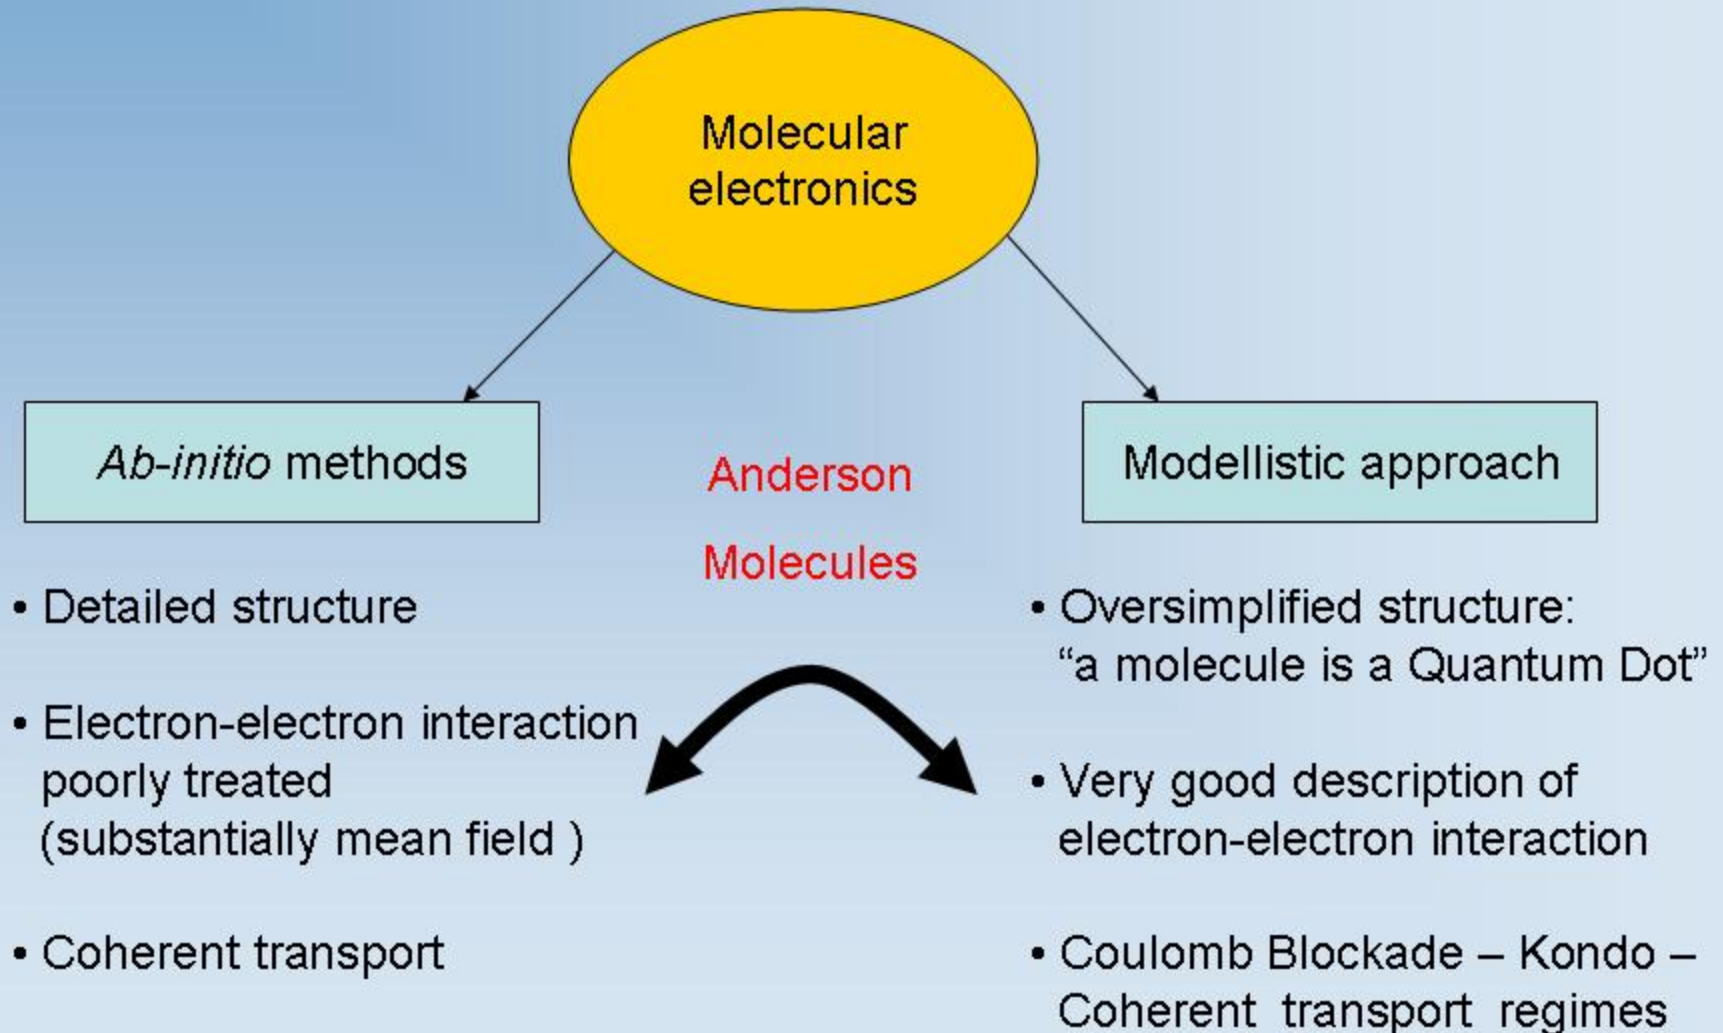 Molecular
electronics
Ab-initio methods
Anderson
Molecules
Modellistic approach
• Detailed structure
• Electron-electron interaction
poorly treated
(substantially mean field )
• Coherent transport
• Oversimplified structure:
“a molecule is a Quantum Dot”
• Very good description of
electron-electron interaction
• Coulomb Blockade – Kondo –
Coherent transport regimes